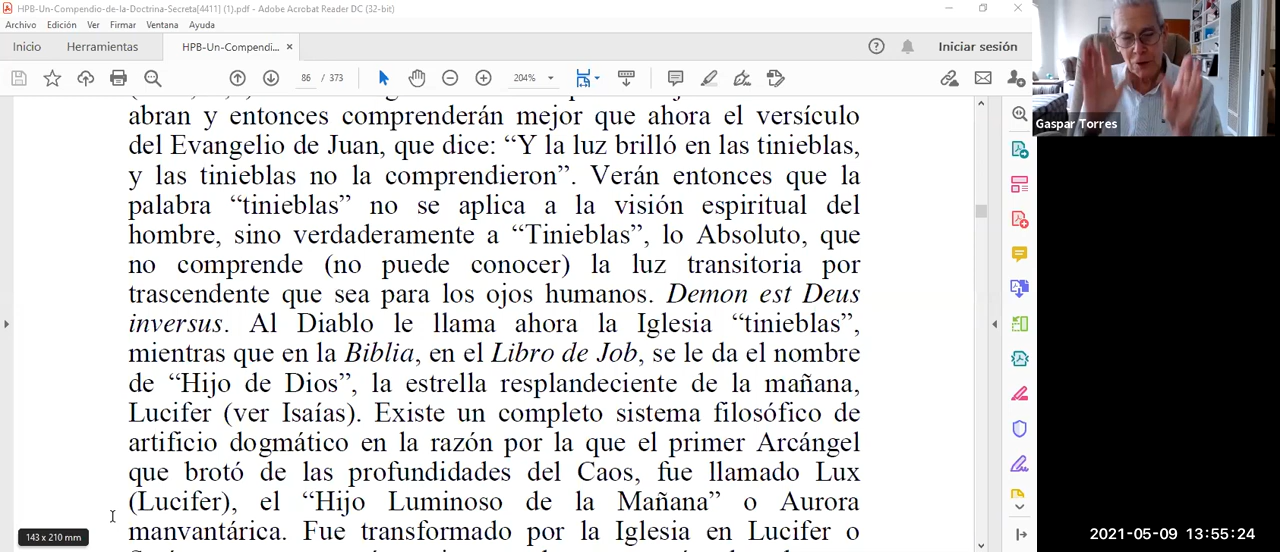 HPB-Un-Compendio-de-la-Doctrina-Secreta[4411] (1).pdf - Adobe Acrobat Reader DC (32-bit)
Archivo Edición Ver Firmar Ventana Ayuda
Inicio Herramientas HPB-Un-Compendi... × Iniciar sesión
86 / 373 204%
Gaspar Torres
abran y entonces comprenderán mejor que ahora el versículo
del Evangelio de Juan, que dice: “Y la luz brilló en las tinieblas,
y las tinieblas no la comprendieron”. Verán entonces que la
palabra “tinieblas” no se aplica a la visión espiritual del
hombre, sino verdaderamente a “Tinieblas”, lo Absoluto, que
no comprende (no puede conocer) la luz transitoria por
trascendente que sea para los ojos humanos. Demon est Deus
inversus. Al Diablo le llama ahora la Iglesia “tinieblas”,
mientras que en la Biblia, en el Libro de Job, se le da el nombre
de “Hijo de Dios”, la estrella resplandeciente de la mañana,
Lucifer (ver Isaías). Existe un completo sistema filosófico de
artificio dogmático en la razón por la que el primer Arcángel
que brotó de las profundidades del Caos, fue llamado Lux
(Lucifer), el “Hijo Luminoso de la Mañana” o Aurora
manvantárica. Fue transformado por la Iglesia en Lucifer o
143 x 210 mm
2021-05-09 13:55:24